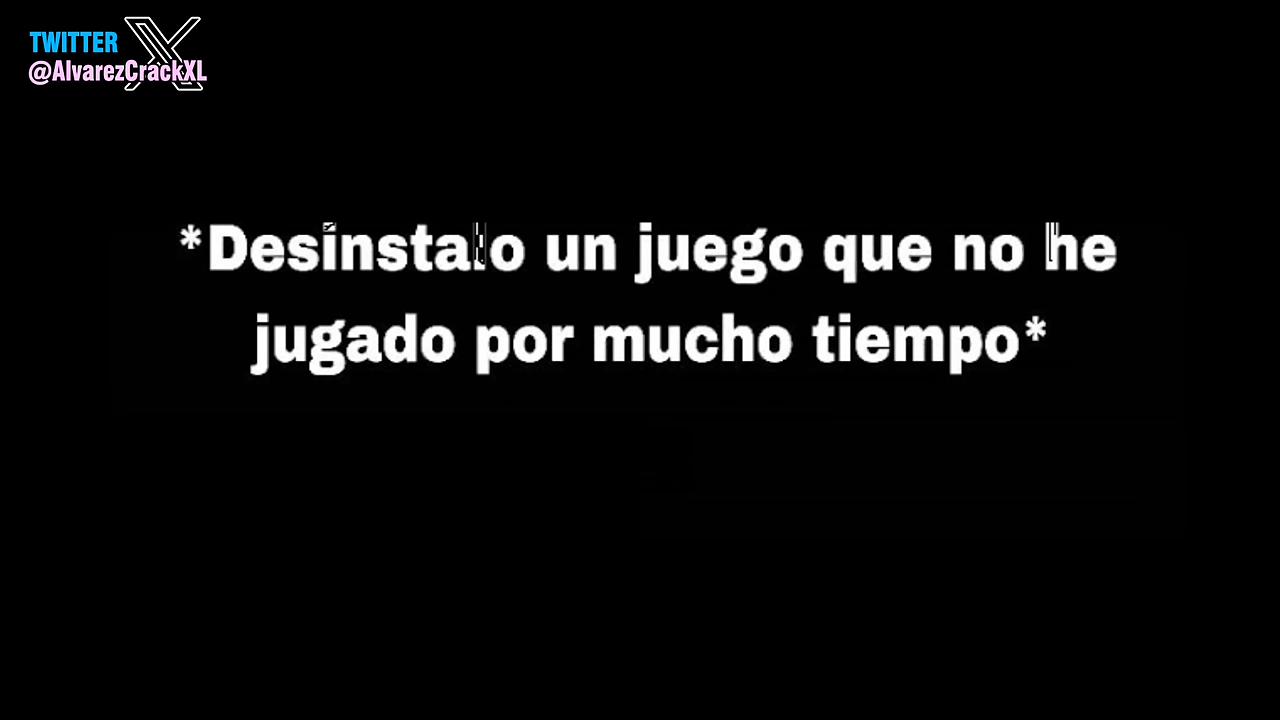 TWITTER
@AlvarezCrackXL
*Desinstalo un juego que no he
jugado por mucho tiempo*